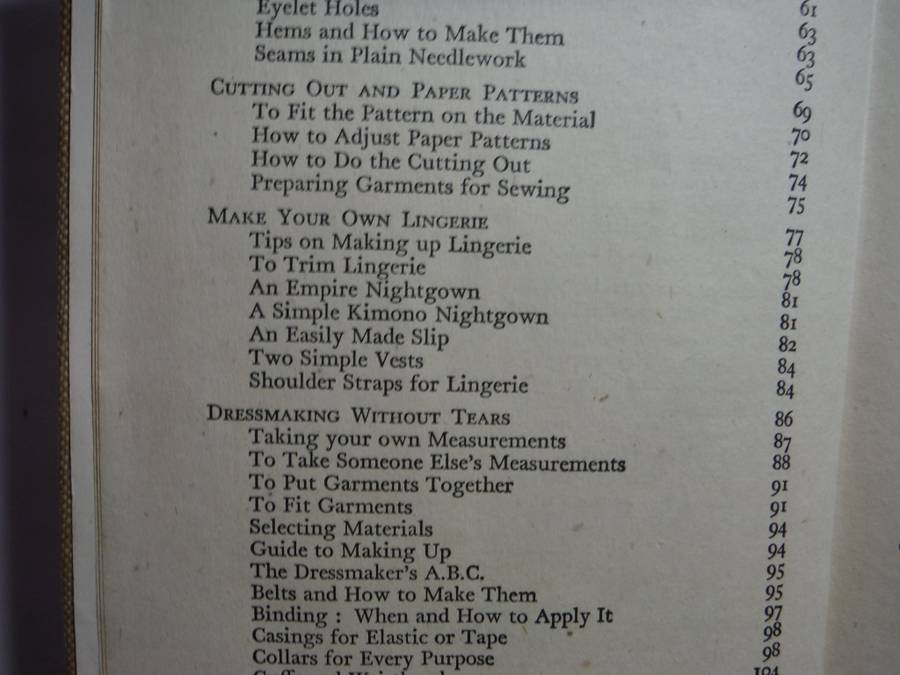 61
Eyelet Holes 63
Hems and How to Make Them 63
Seams in Plain Needlework 65
CUTTING OUT AND PAPER PATTERNS 69
To Fit the Pattern on the Material 70
How to Adjust Paper Patterns 72
How to Do the Cutting Out 74
Preparing Garments for Sewing 75
MAKE YOUR OWN LINGERIE 77
Tips on Making up Lingerie 78
To Trim Lingerie 78
An Empire Nightgown 81
A Simple Kimono Nightgown 81
An Easily Made Slip 82
Two Simple Vests 84
Shoulder Straps for Lingerie 84
DRESSMAKING WITHOUT TEARS 86
Taking your own Measurements 87
To Take Someone Else's Measurements 88
To Put Garments Together 91
To Fit Garments 91
Selecting Materials 94
Guide to Making Up 94
The Dressmaker's A.B.C. 95
Belts and How to Make Them 95
Binding : When and How to Apply It 97
Casings for Elastic or Tape 98
Collars for Every Purpose 98
104